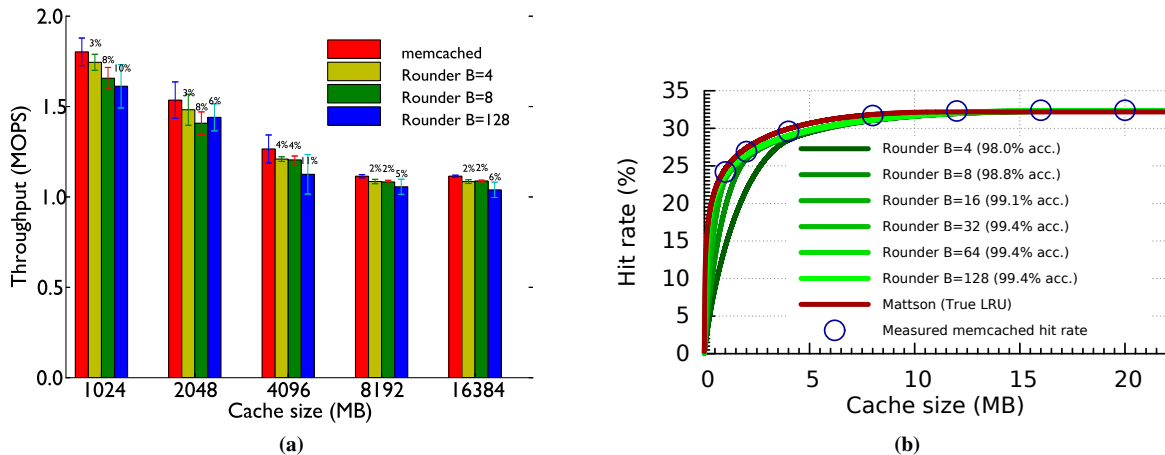 2.0
1.5
1.0
0.0
Throughput (MOPS)
3%
8%
10%
3%
8%
6%
4%
4%
11%
2%
2%
5%
2%
2%
6%
memcached
Rounder B=4
Rounder B=8
Rounder B=128
1024 2048 4096 8192 16384
Cache size (MB)
(a)
35
30
25
20
15
10
5
0
Hit rate (%)
Rounder B=4 (98.0% acc.)
Rounder B=8 (98.8% acc.)
Rounder B=16 (99.1% acc.)
Rounder B=32 (99.4% acc.)
Rounder B=64 (99.4% acc.)
Rounder B=128 (99.4% acc.)
Mattson (True LRU)
Measured memcached hit rate
0 5 10 15 20
Cache size (MB)
(b)